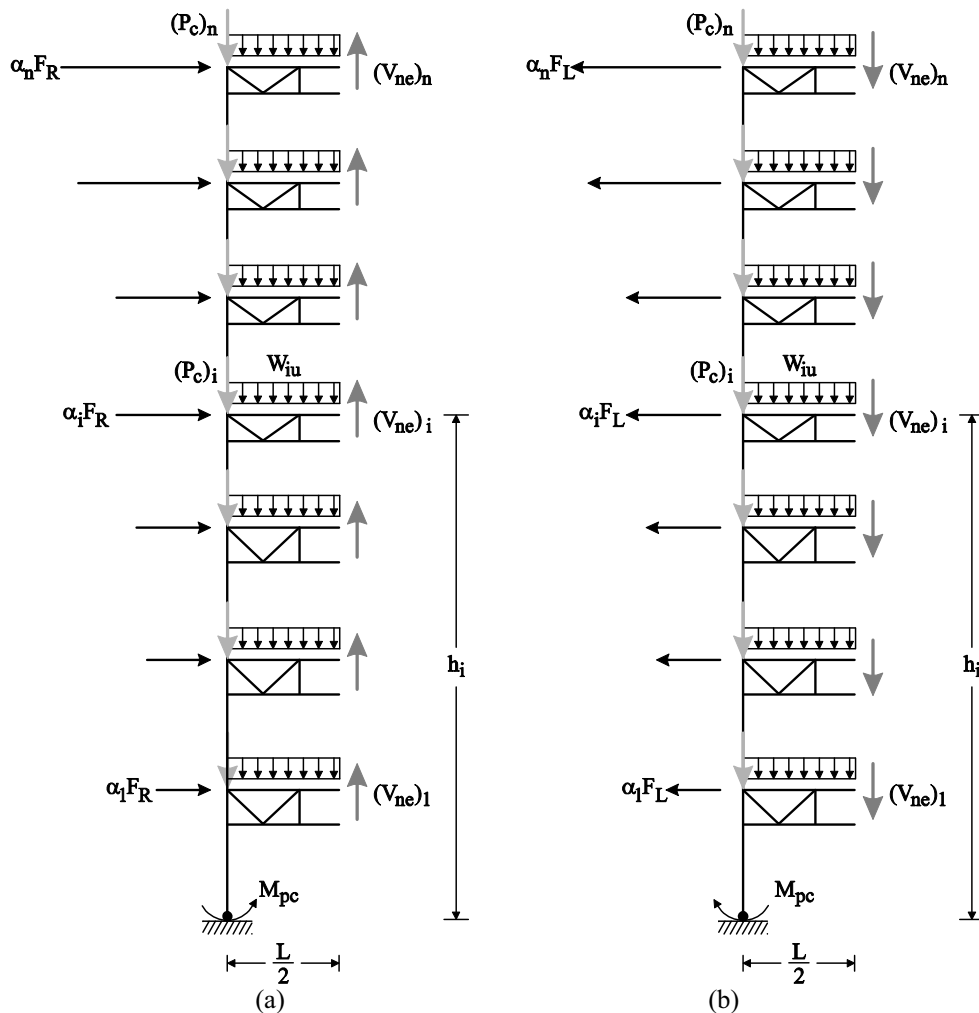 (Pc)n (Pc)n
αnFR (Vne)n αnFL (Vne)n
(Pc)i Wiu (Pc)i Wiu
αiFR (Vne)i αiFL (Vne)i
hi hi
α1FR (Vne)1 α1FL (Vne)1
Mpc Mpc
L/2 L/2
(a) (b)